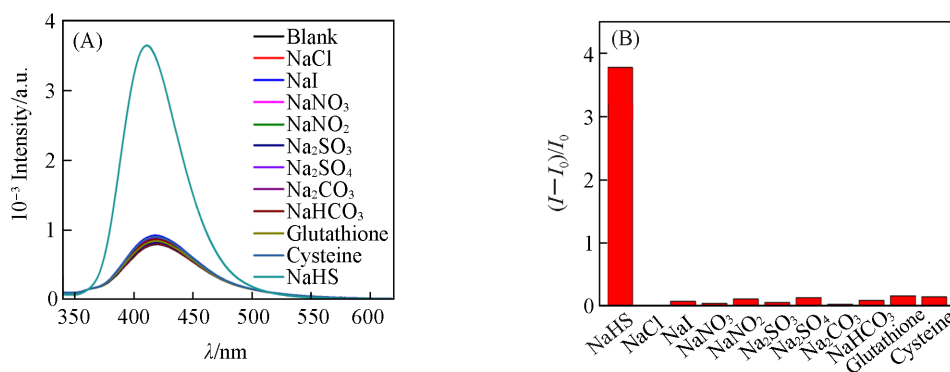 (A)
Blank
NaCl
NaI
NaNO₃
NaNO₂
Na₂SO₃
Na₂SO₄
Na₂CO₃
NaHCO₃
Glutathione
Cysteine
NaHS
4
3
2
1
0
10⁻³ Intensity/a.u.
350 400 450 500 550 600
λ/nm
(B)
4
2
0
(I−I₀)/I₀
NaHS
NaCl
NaI
NaNO₃
NaNO₂
Na₂SO₃
Na₂SO₄
Na₂CO₃
NaHCO₃
Glutathione
Cysteine